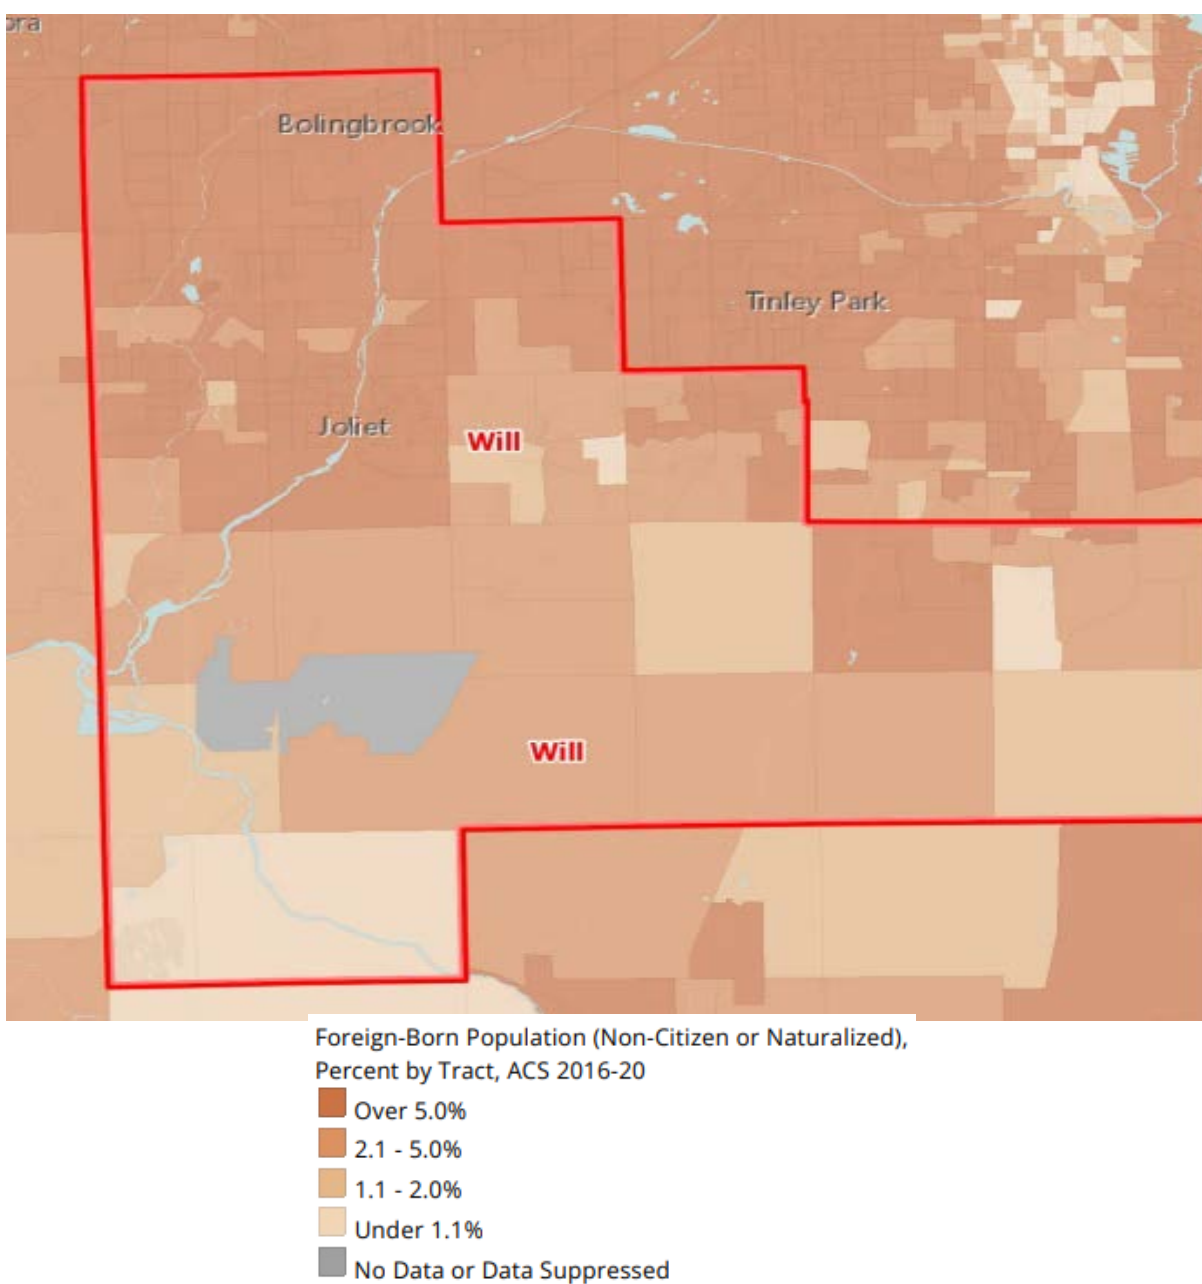 ora
Bolingbrook
Tinley Park
Joliet
Will
Will
Foreign-Born Population (Non-Citizen or Naturalized),
Percent by Tract, ACS 2016-20
Over 5.0%
2.1 - 5.0%
1.1 - 2.0%
Under 1.1%
No Data or Data Suppressed